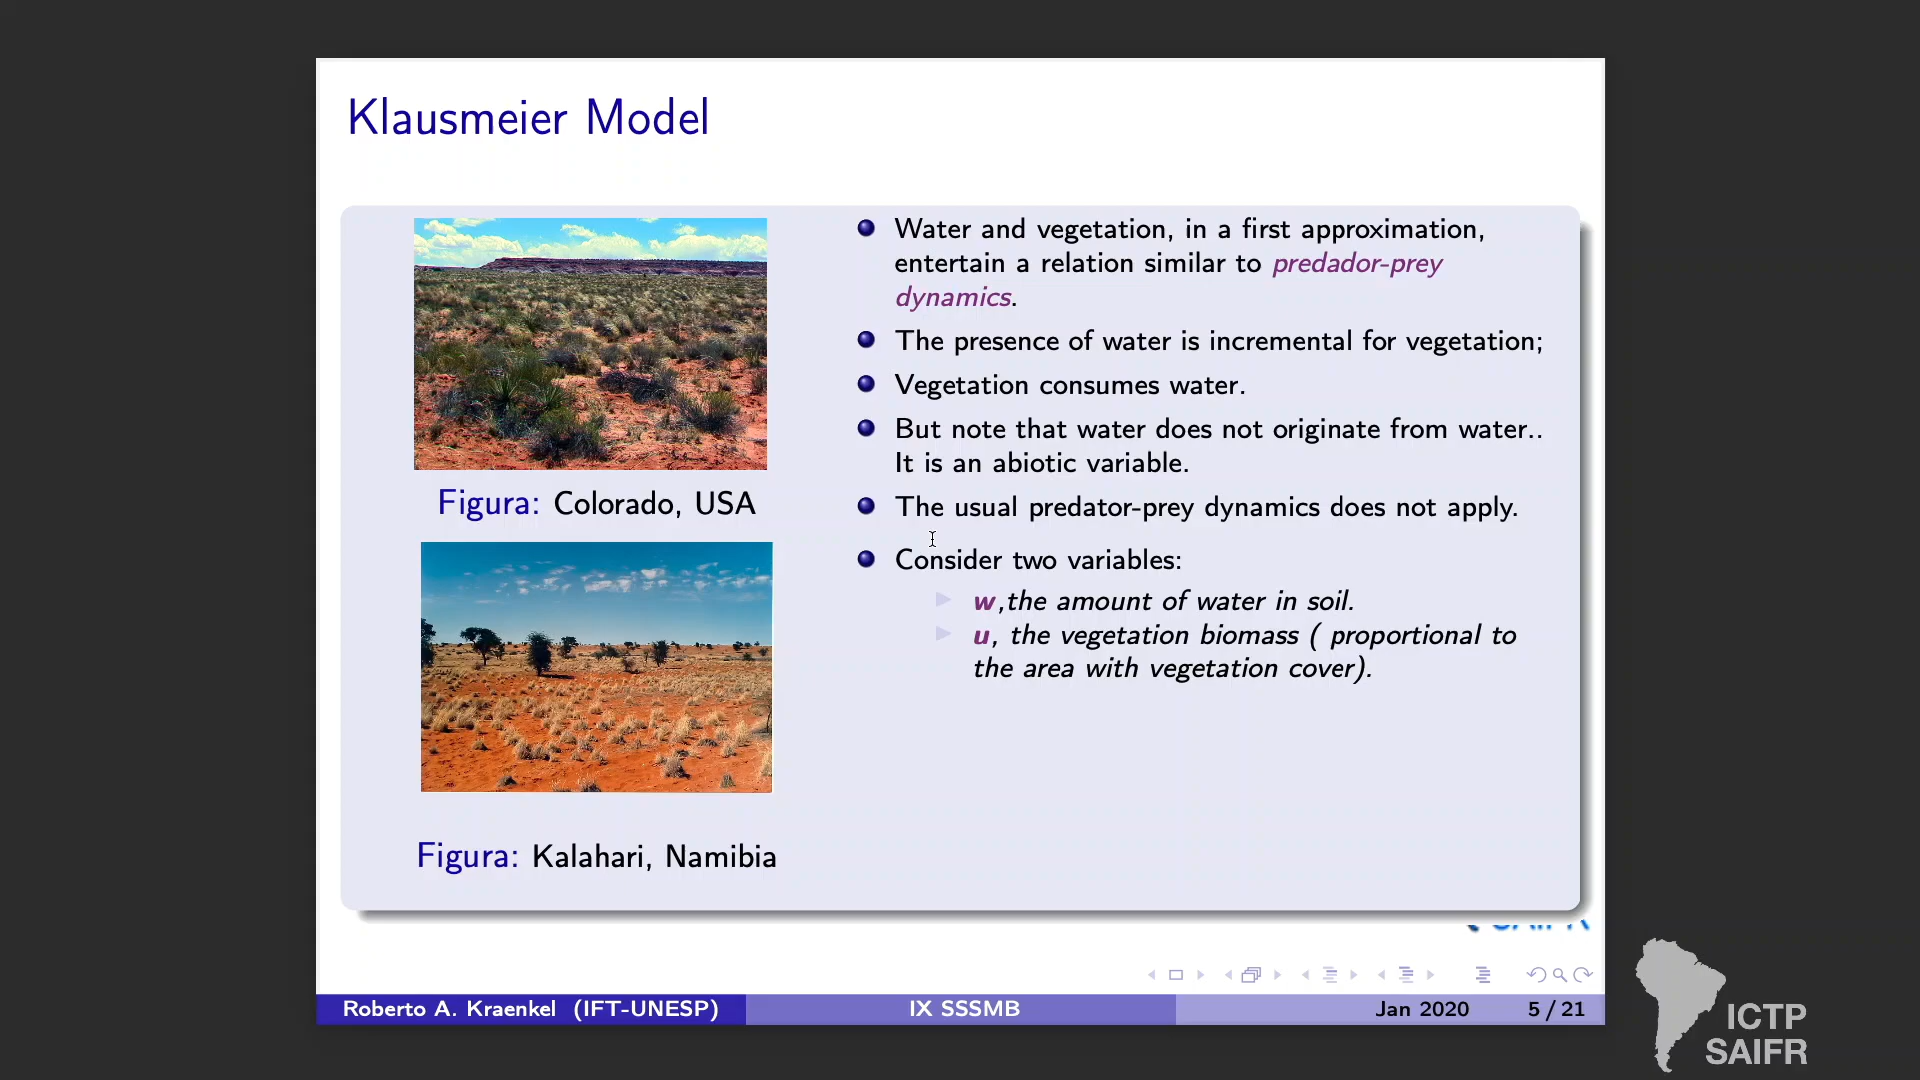 Klausmeier Model
Figura: Colorado, USA
Figura: Kalahari, Namibia
Water and vegetation, in a first approximation,
entertain a relation similar to predador-prey
dynamics.
The presence of water is incremental for vegetation;
Vegetation consumes water.
But note that water does not originate from water..
It is an abiotic variable.
The usual predator-prey dynamics does not apply.
Consider two variables:
w,the amount of water in soil.
u, the vegetation biomass ( proportional to
the area with vegetation cover).
Roberto A. Kraenkel (IFT-UNESP)
IX SSSMB
Jan 2020
5 / 21
ICTP
SAIFR